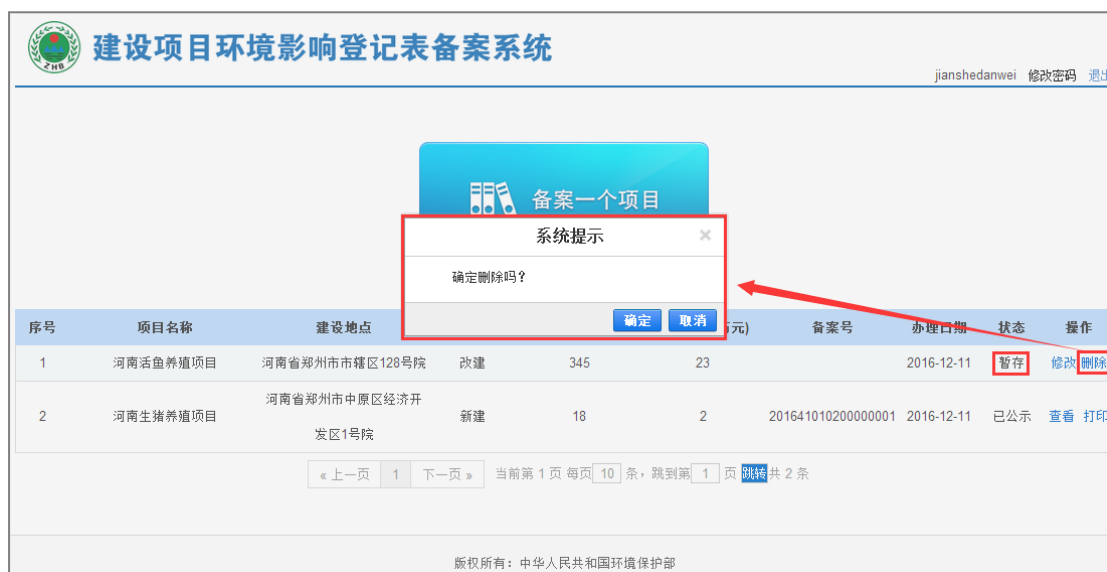 ZHB
建设项目环境影响登记表备案系统
jianshedanwei 修改密码 退出
备案一个项目
系统提示 ×
确定删除吗?
确定 取消
序号 项目名称 建设地点 万元) 备案号 办理日期 状态 操作
1 河南活鱼养殖项目 河南省郑州市市辖区128号院 改建 345 23 2016-12-11 暂存 修改 删除
河南省郑州市中原区经济开
2 河南生猪养殖项目 新建 18 2 201641010200000001 2016-12-11 已公示 查看 打印
发区1号院
«上一页 1 下一页» 当前第 1 页 每页 10 条,跳到第 1 页 跳转 共 2 条
版权所有:中华人民共和国环境保护部